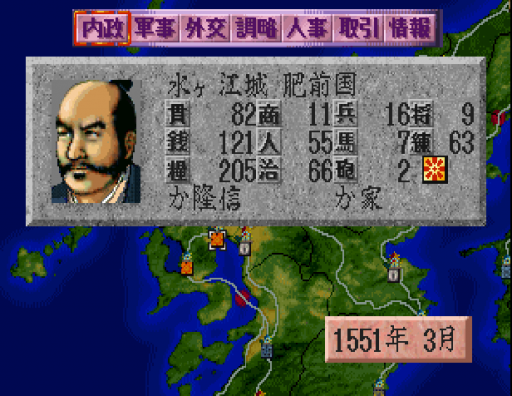 内政 軍事 外交 調略 人事 取引 情報
水ヶ江城 肥前国
貫 82 商 11 兵 16 将 9
銭 121 人 55 馬 7 練 63
糧 205 治 66 砲 2
か隆信 か家
1551年 3月